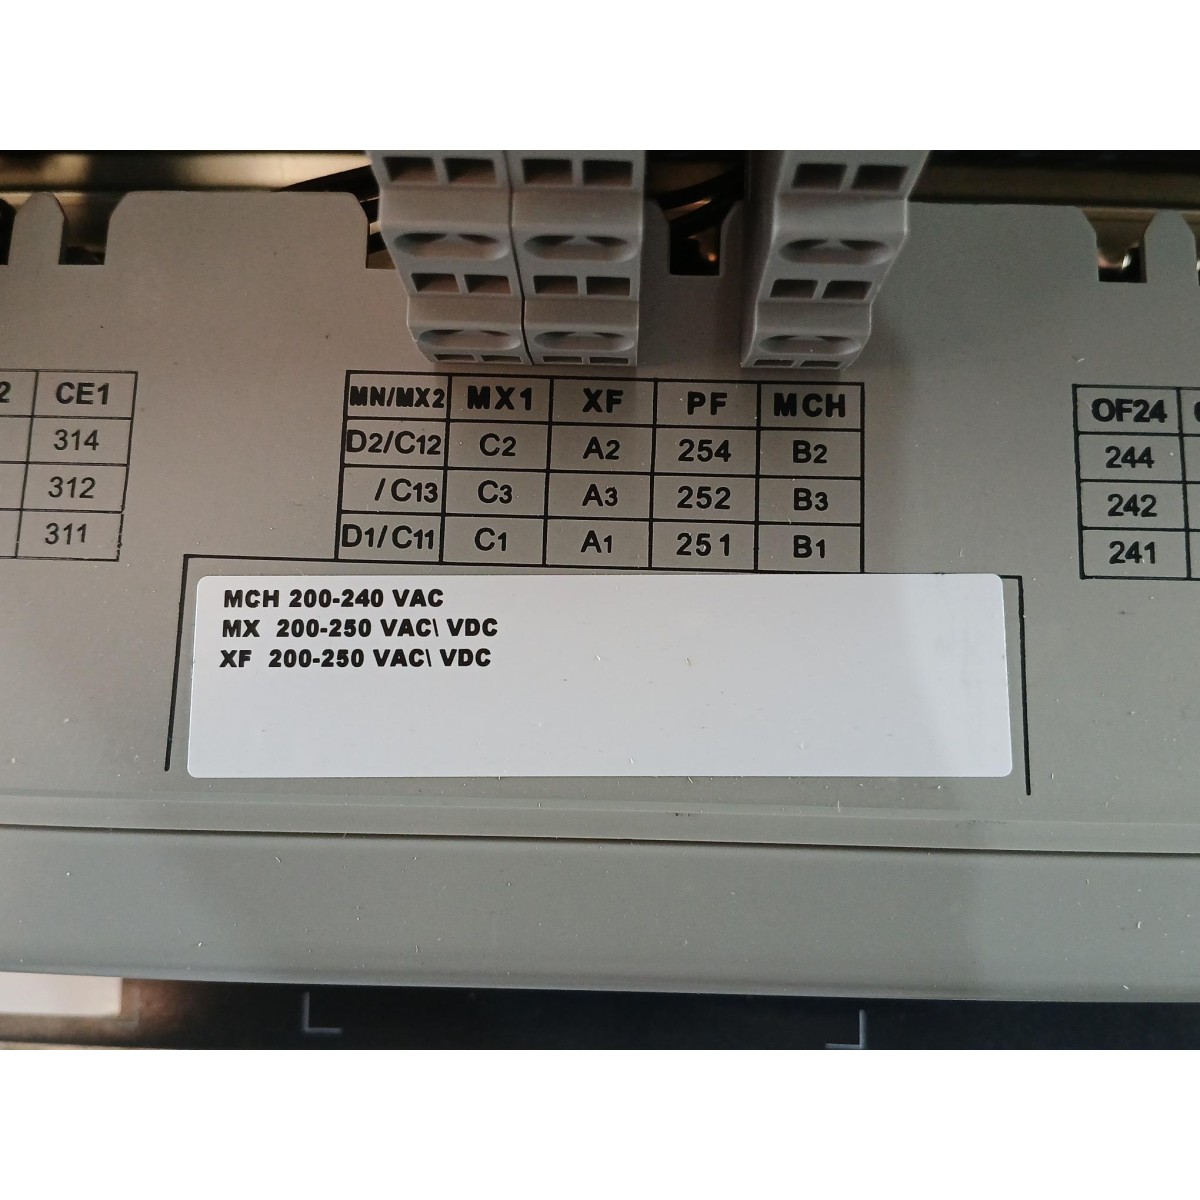 2 CE1
314
312
311
MN/MX2 MX1 XF PF MCH
D2/C12 C2 A2 254 B2
/C13 C3 A3 252 B3
D1/C11 C1 A1 251 B1
OF24
244
242
241
MCH 200-240 VAC
MX 200-250 VAC\ VDC
XF 200-250 VAC\ VDC